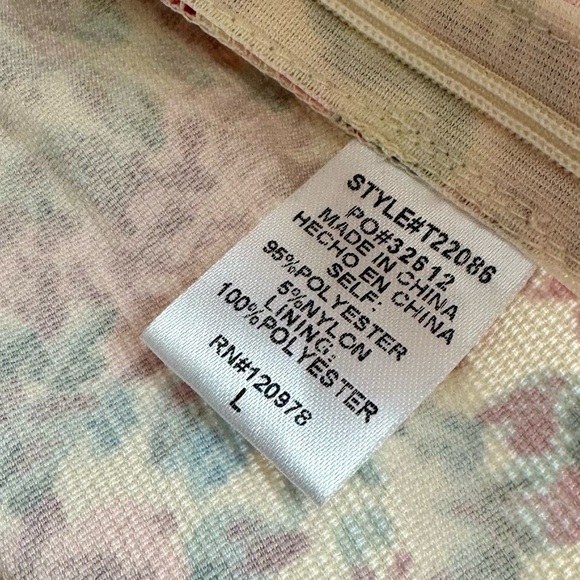 STYLE#T22086
PO#32612
MADE IN CHINA
HECHO EN CHINA
SELF:
95%POLYESTER
5%NYLON
LINING:
100%POLYESTER
RN#120978
L